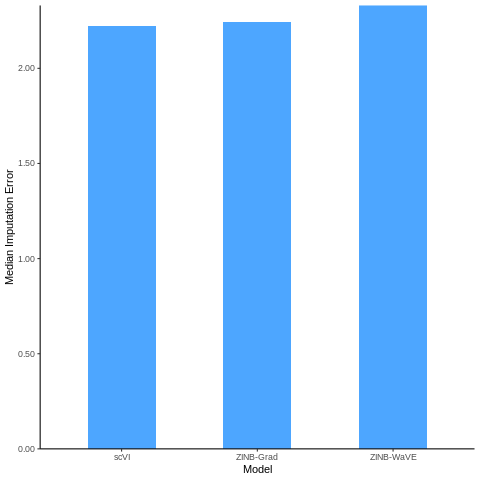 Median Imputation Error
2.00
1.50
1.00
0.50
0.00
scVI
ZINB-Grad
ZINB-WaVE
Model